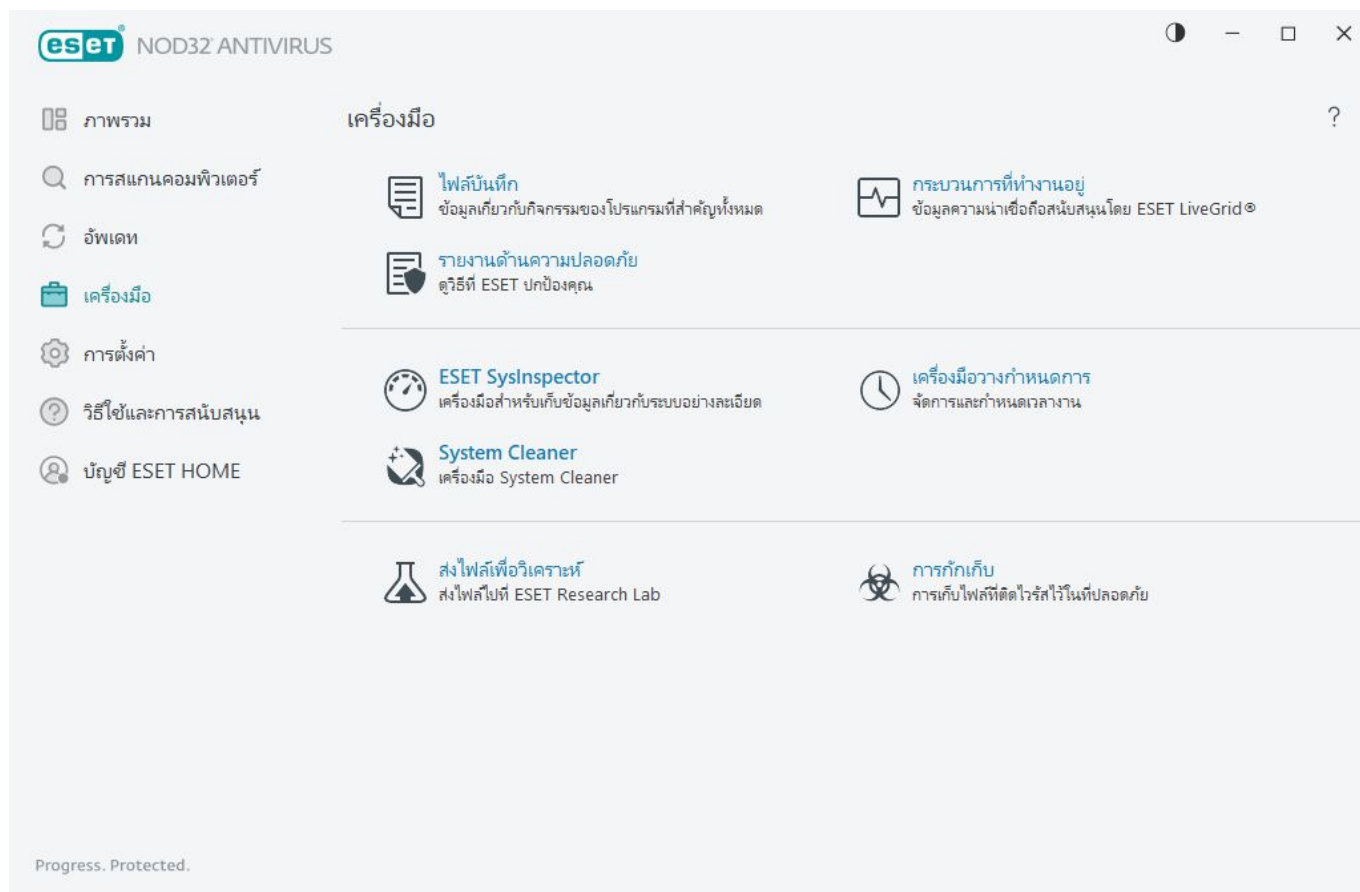 eset® NOD32® ANTIVIRUS
ภาพรวม
การสแกนคอมพิวเตอร์
อัพเดท
เครื่องมือ
การตั้งค่า
วิธีใช้และการสนับสนุน
บัญชี ESET HOME
เครื่องมือ
?
ไฟล์บันทึก
ข้อมูลเกี่ยวกับกิจกรรมของโปรแกรมที่สำคัญทั้งหมด
กระบวนการที่ทำงานอยู่
ข้อมูลความน่าเชื่อถือสนับสนุนโดย ESET LiveGrid®
รายงานด้านความปลอดภัย
ดูวิธีที่ ESET ปกป้องคุณ
ESET SysInspector
เครื่องมือสำหรับเก็บข้อมูลเกี่ยวกับระบบอย่างละเอียด
เครื่องมือวางกำหนดการ
จัดการและกำหนดเวลางาน
System Cleaner
เครื่องมือ System Cleaner
ส่งไฟล์เพื่อวิเคราะห์
ส่งไฟล์ไปที่ ESET Research Lab
การกักเก็บ
การเก็บไฟล์ที่ติดไวรัสไว้ในที่ปลอดภัย
Progress. Protected.